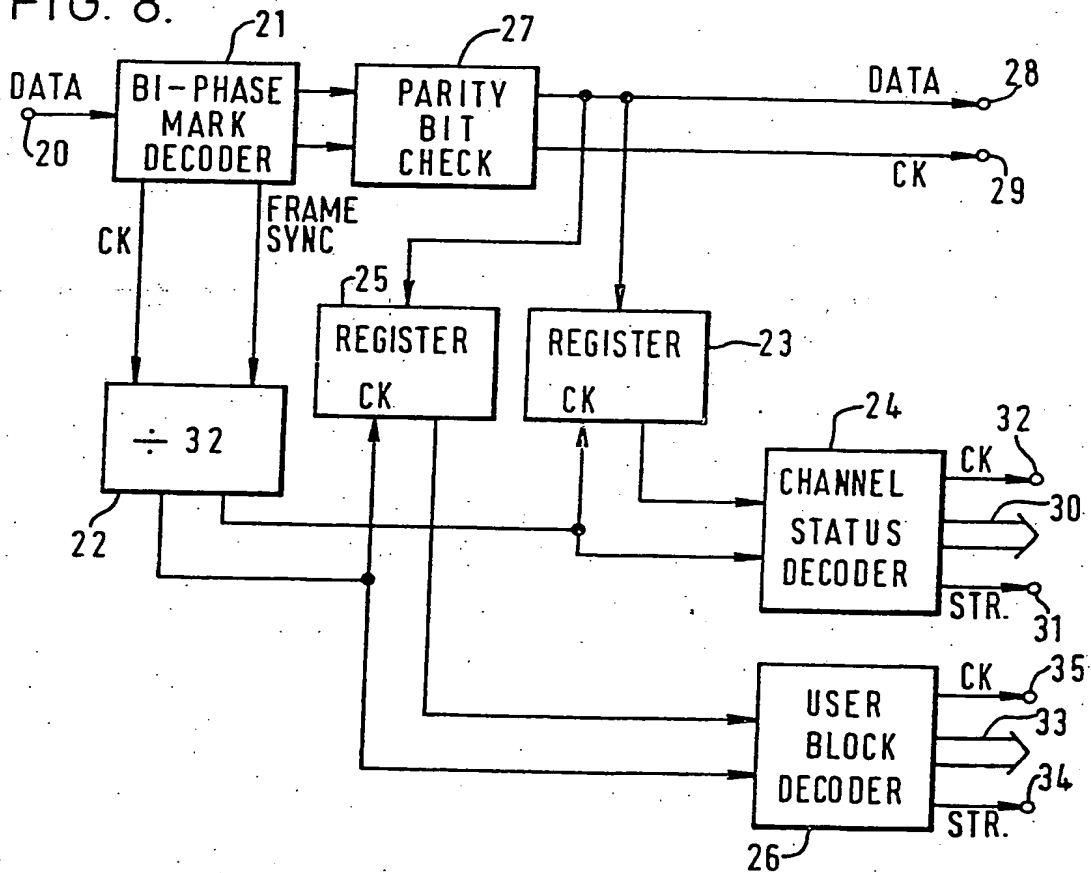 FIG. 8.
21
27
DATA
20
BI-PHASE
MARK
DECODER
PARITY
BIT
CHECK
DATA
28
CK
29
CK
FRAME
SYNC
25
REGISTER
CK
REGISTER
CK
23
÷ 32
22
24
CHANNEL
STATUS
DECODER
CK
32
30
STR.
31
USER
BLOCK
DECODER
26
CK
35
33
34
STR.